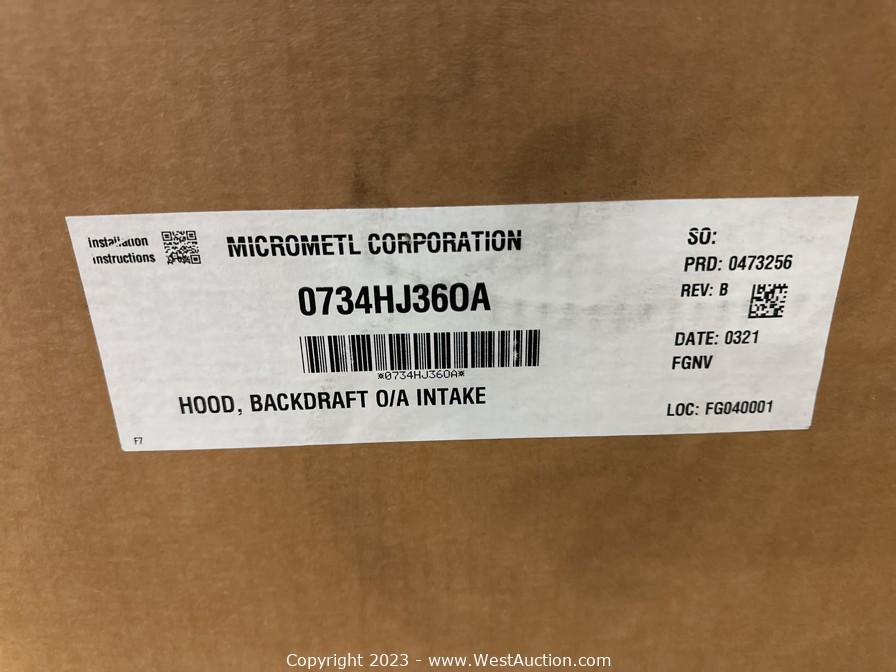 Installation
Instructions
MICROMETL CORPORATION
0734HJ36OA
*0734HJ36OA*
HOOD, BACKDRAFT O/A INTAKE
F7
SO:
PRD: 0473256
REV: B
DATE: 0321
FGNV
LOC: FG040001
Copyright 2023 - www.WestAuction.com